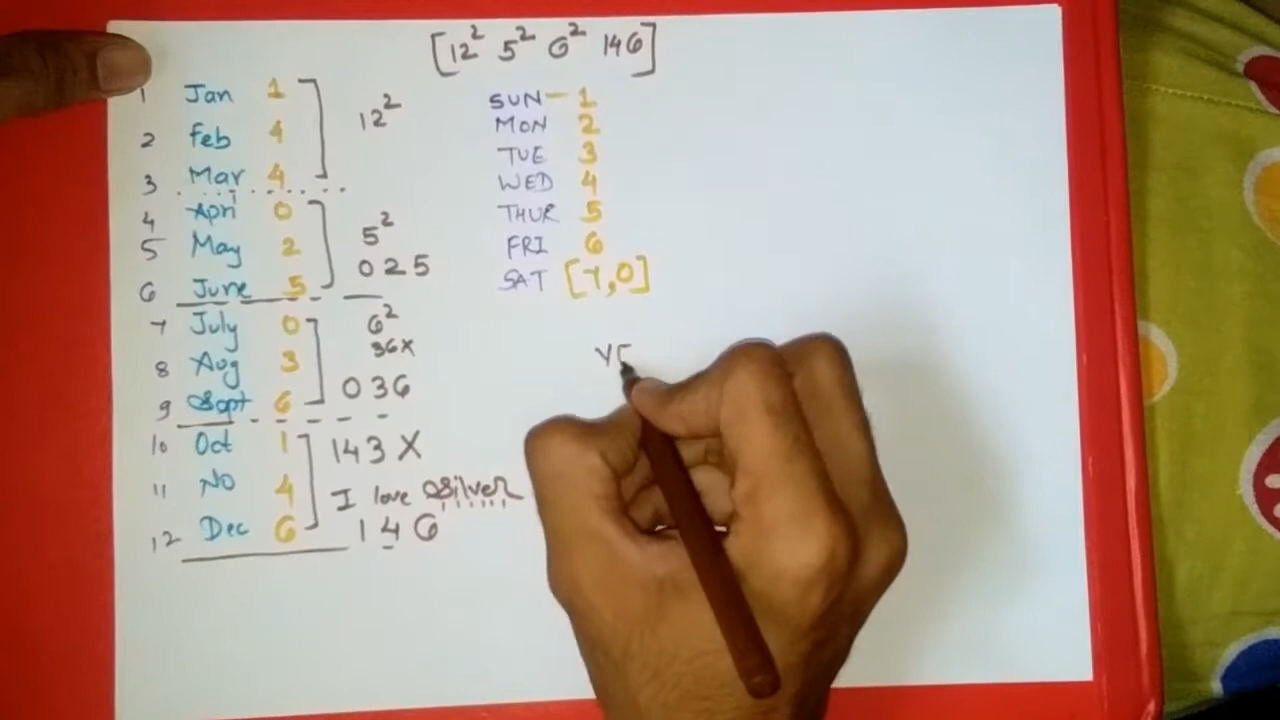 [12² 5² 6² 146]
1 Jan 1
2 Feb 4
3 Mar 4
12²
4 Apri 0
5 May 2
6 June 5
5²
025
7 July 0
8 Aug 3
9 Sept 6
6²
36X
036
10 Oct 1
11 No 4
12 Dec 6
143 X
I love Silver
146
SUN - 1
MON 2
TUE 3
WED 4
THUR 5
FRI 6
SAT [7,0]